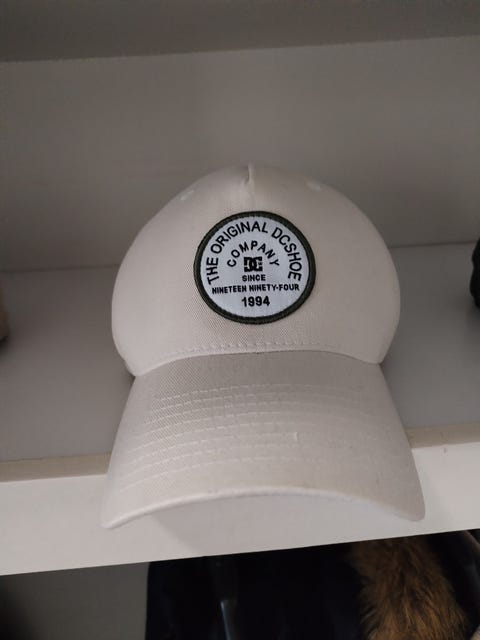 THE ORIGINAL DCSHOE
COMPANY
DC
SINCE
NINETEEN NINETY-FOUR
1994